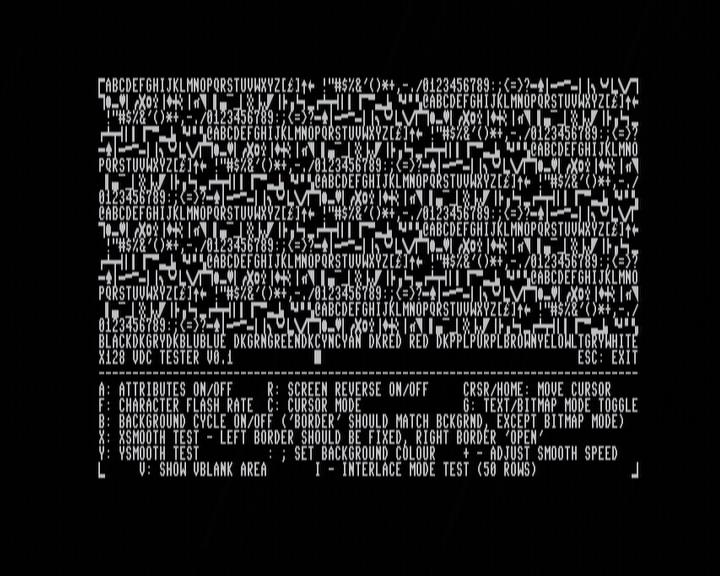 ABCDEFGHIJKLMNOPQRSTUVWXYZ[£]↑← !"#$%&'()*+,-./0123456789:;<=>?
@ABCDEFGHIJKLMNOPQRSTUVWXYZ[£]↑←
!"#$%&'()*+,-./0123456789:;<=>?
@ABCDEFGHIJKLMNOPQRSTUVWXYZ[£]↑← !"#$%&'()*+,-./0123456789:;<=>?
@ABCDEFGHIJKLMNO
PQRSTUVWXYZ[£]↑← !"#$%&'()*+,-./0123456789:;<=>?
@ABCDEFGHIJKLMNOPQRSTUVWXYZ[£]↑← !"#$%&'()*+,-./
0123456789:;<=>?
@ABCDEFGHIJKLMNOPQRSTUVWXYZ[£]↑← !"#$%&'()*+,-./0123456789:;<=>?
@ABCDEFGHIJKLMNOPQRSTUVWXYZ[£]↑←
!"#$%&'()*+,-./0123456789:;<=>?
@ABCDEFGHIJKLMNOPQRSTUVWXYZ[£]↑← !"#$%&'()*+,-./0123456789:;<=>?
@ABCDEFGHIJKLMNO
PQRSTUVWXYZ[£]↑← !"#$%&'()*+,-./0123456789:;<=>?
@ABCDEFGHIJKLMNOPQRSTUVWXYZ[£]↑← !"#$%&'()*+,-./
0123456789:;<=>?
BLACKDKGRYDKBLUBLUE DKGRNGREENDKCYNCYAN DKRED RED DKPPLPURPLBROWNYELOWLTGRYWHITE
X128 VDC TESTER V0.1 ESC: EXIT
A: ATTRIBUTES ON/OFF R: SCREEN REVERSE ON/OFF CRSR/HOME: MOVE CURSOR
F: CHARACTER FLASH RATE C: CURSOR MODE G: TEXT/BITMAP MODE TOGGLE
B: BACKGROUND CYCLE ON/OFF ('BORDER' SHOULD MATCH BCKGRND, EXCEPT BITMAP MODE)
X: XSMOOTH TEST - LEFT BORDER SHOULD BE FIXED, RIGHT BORDER 'OPEN'
Y: YSMOOTH TEST : ; SET BACKGROUND COLOUR + - ADJUST SMOOTH SPEED
V: SHOW VBLANK AREA I - INTERLACE MODE TEST (50 ROWS)